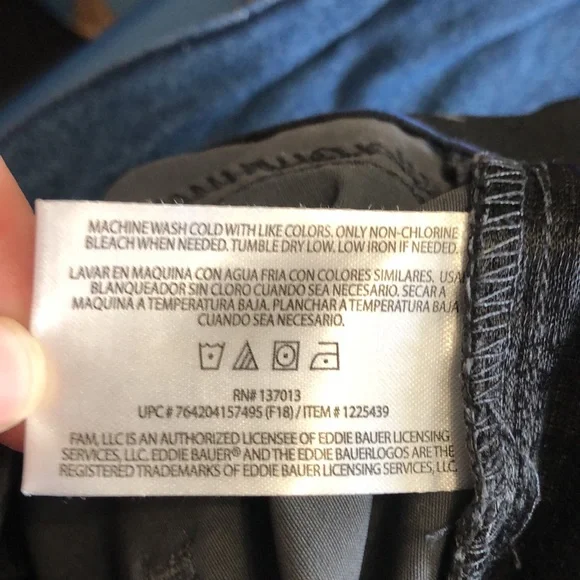 MACHINE WASH COLD WITH LIKE COLORS. ONLY NON-CHLORINE
BLEACH WHEN NEEDED. TUMBLE DRY LOW. LOW IRON IF NEEDED.
LAVAR EN MAQUINA CON AGUA FRIA CON COLORES SIMILARES. USA
BLANQUEADOR SIN CLORO CUANDO SEA NECESARIO. SECAR A
MAQUINA A TEMPERATURA BAJA. PLANCHAR A TEMPERATURA BAJA
CUANDO SEA NECESARIO.
RN# 137013
UPC # 764204157495 (F18) / ITEM # 1225439
FAM, LLC IS AN AUTHORIZED LICENSEE OF EDDIE BAUER LICENSING
SERVICES, LLC. EDDIE BAUER® AND THE EDDIE BAUER LOGOS ARE THE
REGISTERED TRADEMARKS OF EDDIE BAUER LICENSING SERVICES, LLC